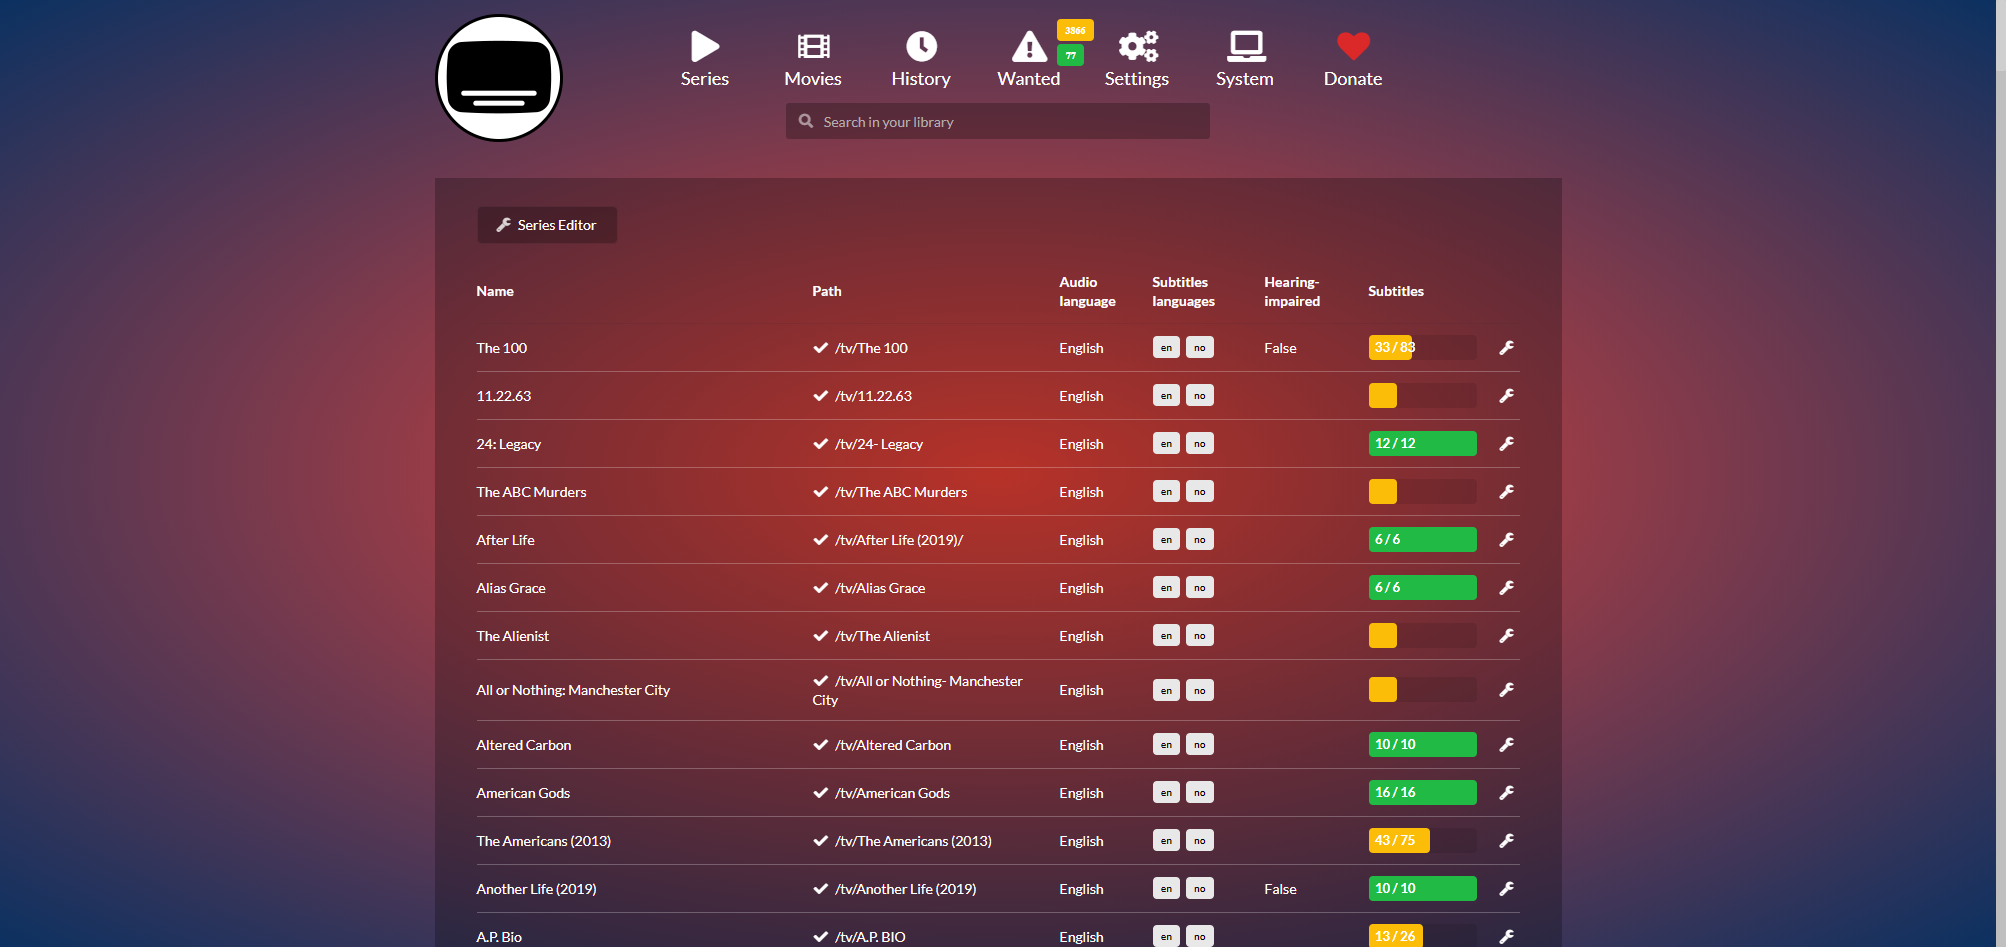 3866
77
Series
Movies
History
Wanted
Settings
System
Donate
Search in your library
Series Editor
Name
Path
Audio language
Subtitles languages
Hearing-impaired
Subtitles
The 100 /tv/The 100 English en no False 33 / 83
11.22.63 /tv/11.22.63 English en no
24: Legacy /tv/24- Legacy English en no 12 / 12
The ABC Murders /tv/The ABC Murders English en no
After Life /tv/After Life (2019)/ English en no 6 / 6
Alias Grace /tv/Alias Grace English en no 6 / 6
The Alienist /tv/The Alienist English en no
All or Nothing: Manchester City /tv/All or Nothing- Manchester City English en no
Altered Carbon /tv/Altered Carbon English en no 10 / 10
American Gods /tv/American Gods English en no 16 / 16
The Americans (2013) /tv/The Americans (2013) English en no 43 / 75
Another Life (2019) /tv/Another Life (2019) English en no False 10 / 10
A.P. Bio /tv/A.P. BIO English en no 13 / 26